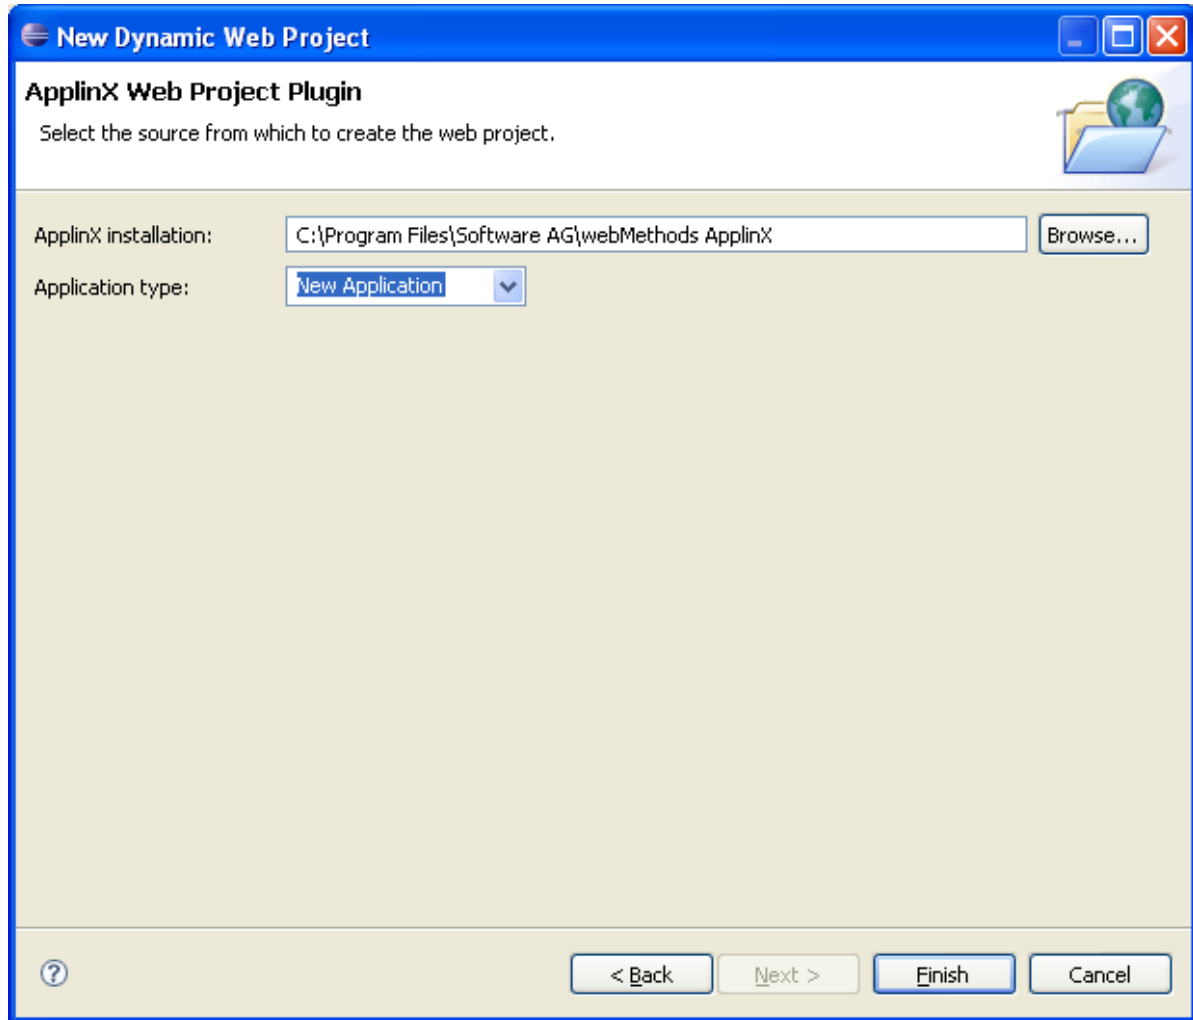 New Dynamic Web Project
ApplinX Web Project Plugin
Select the source from which to create the web project.
ApplinX installation: C:\Program Files\Software AG\webMethods ApplinX Browse...
Application type: New Application
? < Back Next > Finish Cancel